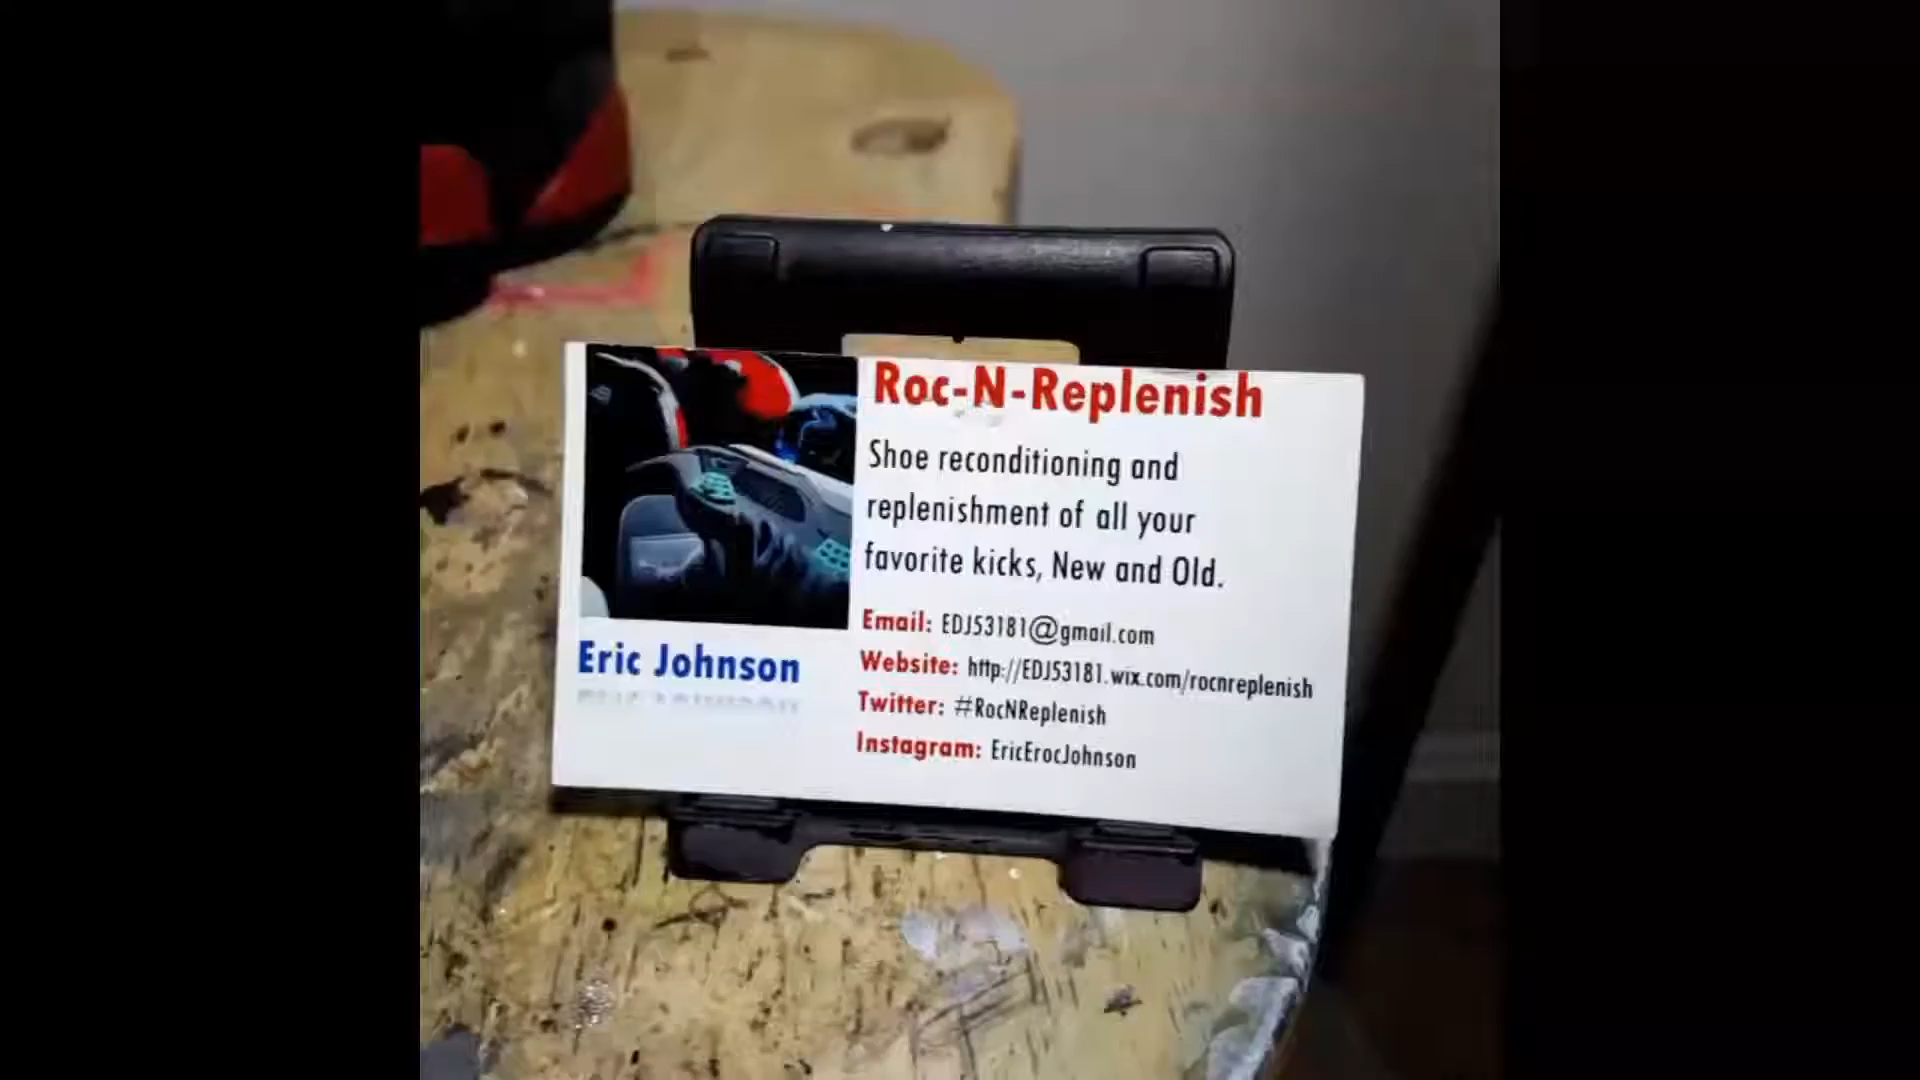 Roc-N-Replenish
Shoe reconditioning and
replenishment of all your
favorite kicks, New and Old.
Email: EDJ53181@gmail.com
Website: http://EDJ53181.wix.com/rocnreplenish
Twitter: #RocNReplenish
Instagram: EricErocJohnson
Eric Johnson